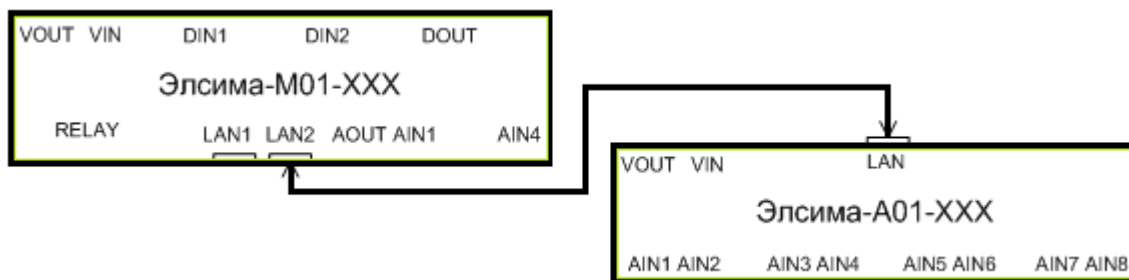 VOUT VIN DIN1 DIN2 DOUT
Элсима-M01-XXX
RELAY LAN1 LAN2 AOUT AIN1 AIN4
VOUT VIN LAN
Элсима-A01-XXX
AIN1 AIN2 AIN3 AIN4 AIN5 AIN6 AIN7 AIN8